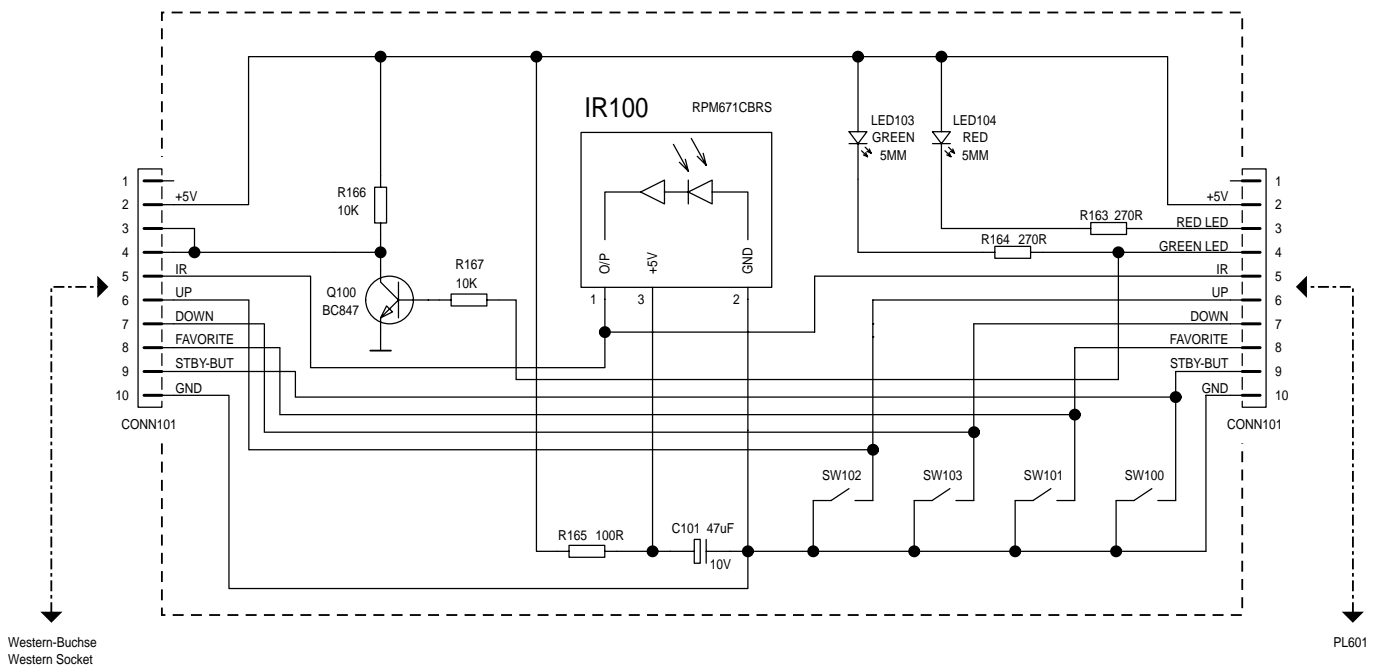 IR100 RPM671CBRS
LED103
GREEN
5MM
LED104
RED
5MM
O/P
+5V
GND
1 3 2
R166
10K
Q100
BC847
R167
10K
R163 270R
R164 270R
1
2 +5V
3
4
5 IR
6 UP
7 DOWN
8 FAVORITE
9 STBY-BUT
10 GND
CONN101
1
+5V 2
RED LED 3
GREEN LED 4
IR 5
UP 6
DOWN 7
FAVORITE 8
STBY-BUT 9
GND 10
CONN101
SW102 SW103 SW101 SW100
R165 100R
C101 47uF
10V
Western-Buchse
Western Socket
PL601